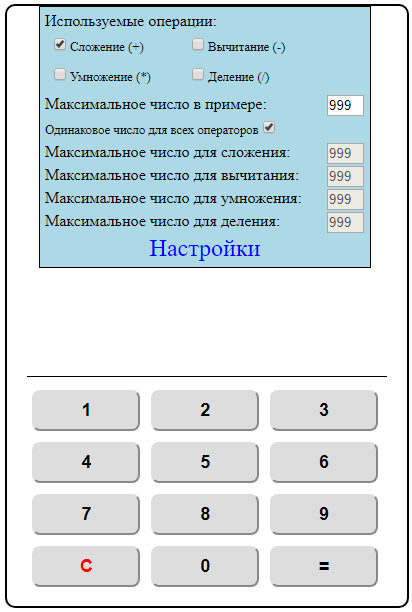 Используемые операции:
Сложение (+) Вычитание (-)
Умножение (*) Деление (/)
Максимальное число в примере: 999
Одинаковое число для всех операторов
Максимальное число для сложения: 999
Максимальное число для вычитания: 999
Максимальное число для умножения: 999
Максимальное число для деления: 999
Настройки
1 2 3
4 5 6
7 8 9
C 0 =